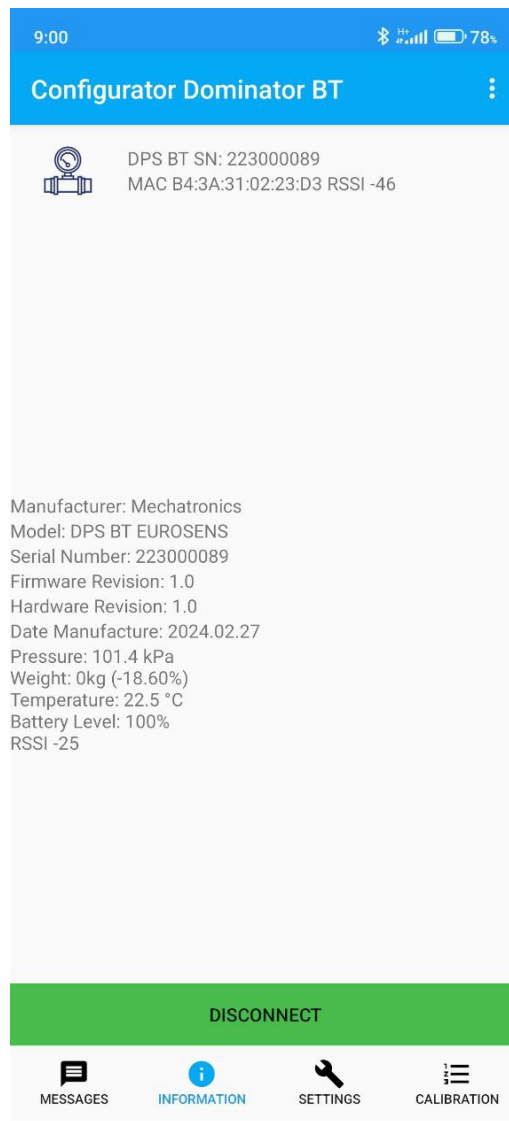 9:00
H+
78%
Configurator Dominator BT
DPS BT SN: 223000089
MAC B4:3A:31:02:23:D3 RSSI -46
Manufacturer: Mechatronics
Model: DPS BT EUROSENS
Serial Number: 223000089
Firmware Revision: 1.0
Hardware Revision: 1.0
Date Manufacture: 2024.02.27
Pressure: 101.4 kPa
Weight: 0kg (-18.60%)
Temperature: 22.5 °C
Battery Level: 100%
RSSI -25
DISCONNECT
MESSAGES INFORMATION SETTINGS CALIBRATION